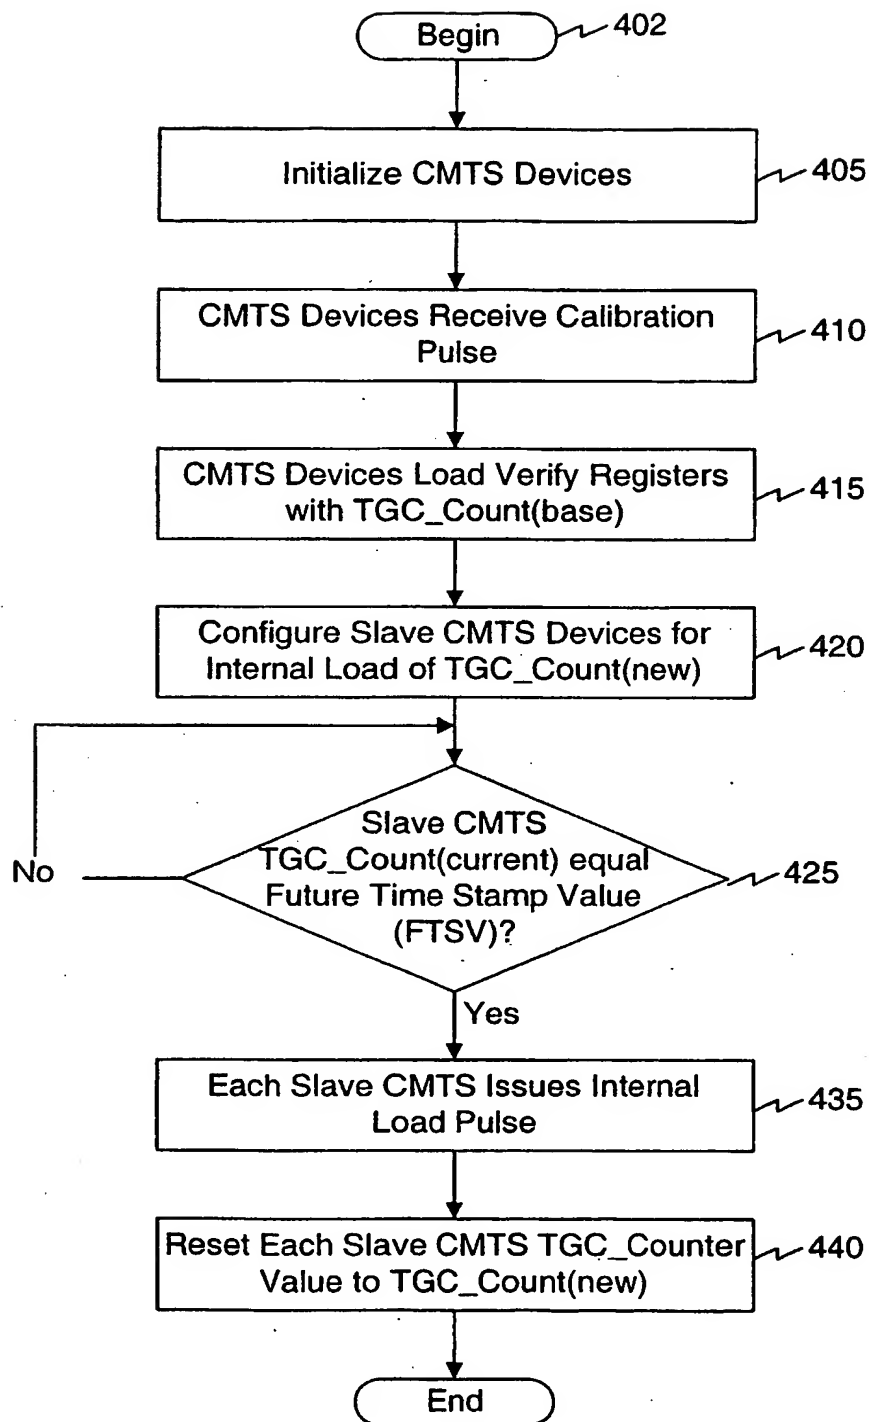 Begin
402
Initialize CMTS Devices
405
CMTS Devices Receive Calibration
Pulse
410
CMTS Devices Load Verify Registers
with TGC_Count(base)
415
Configure Slave CMTS Devices for
Internal Load of TGC_Count(new)
420
Slave CMTS
TGC_Count(current) equal
Future Time Stamp Value
(FTSV)?
425
No
Yes
Each Slave CMTS Issues Internal
Load Pulse
435
Reset Each Slave CMTS TGC_Counter
Value to TGC_Count(new)
440
End